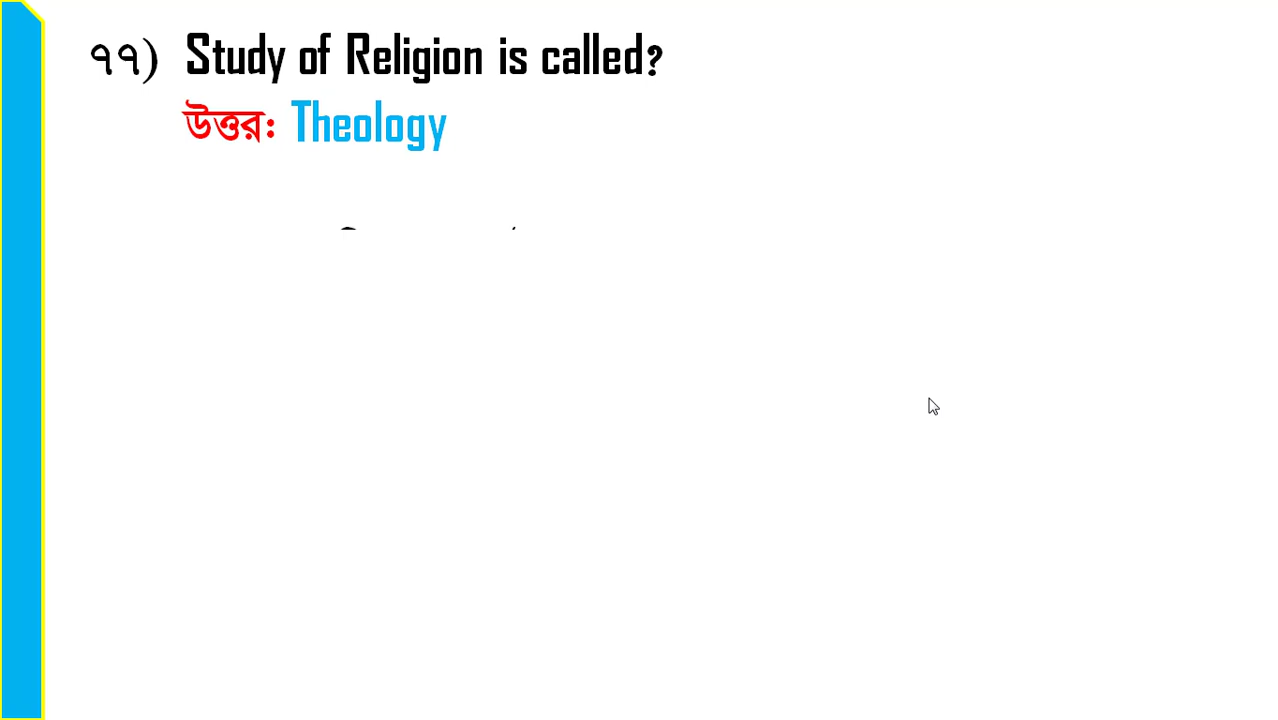 ৭৭) Study of Religion is called?
উত্তর: Theology